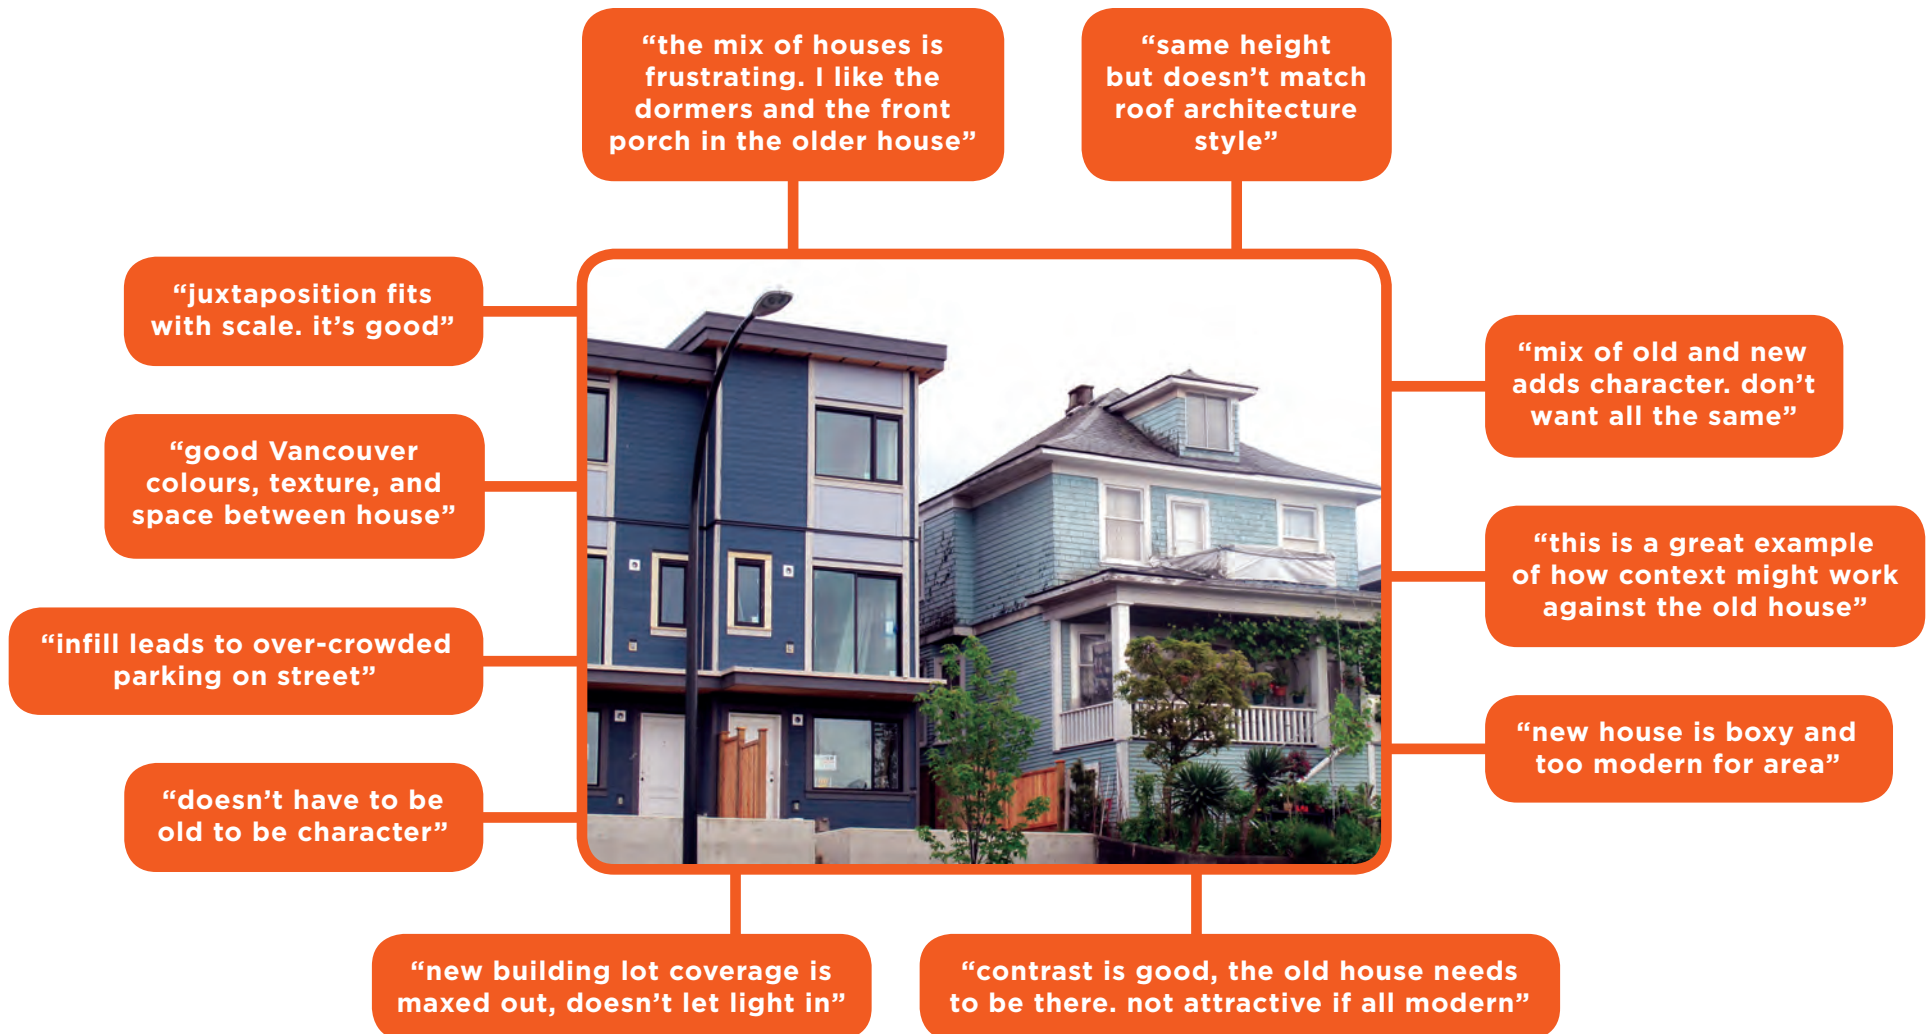 “the mix of houses is
frustrating. I like the
dormers and the front
porch in the older house”
“same height
but doesn’t match
roof architecture
style”
“juxtaposition fits
with scale. it’s good”
“good Vancouver
colours, texture, and
space between house”
“infill leads to over-crowded
parking on street”
“doesn’t have to be
old to be character”
“mix of old and new
adds character. don’t
want all the same”
“this is a great example
of how context might work
against the old house”
“new house is boxy and
too modern for area”
“new building lot coverage is
maxed out, doesn’t let light in”
“contrast is good, the old house needs
to be there. not attractive if all modern”